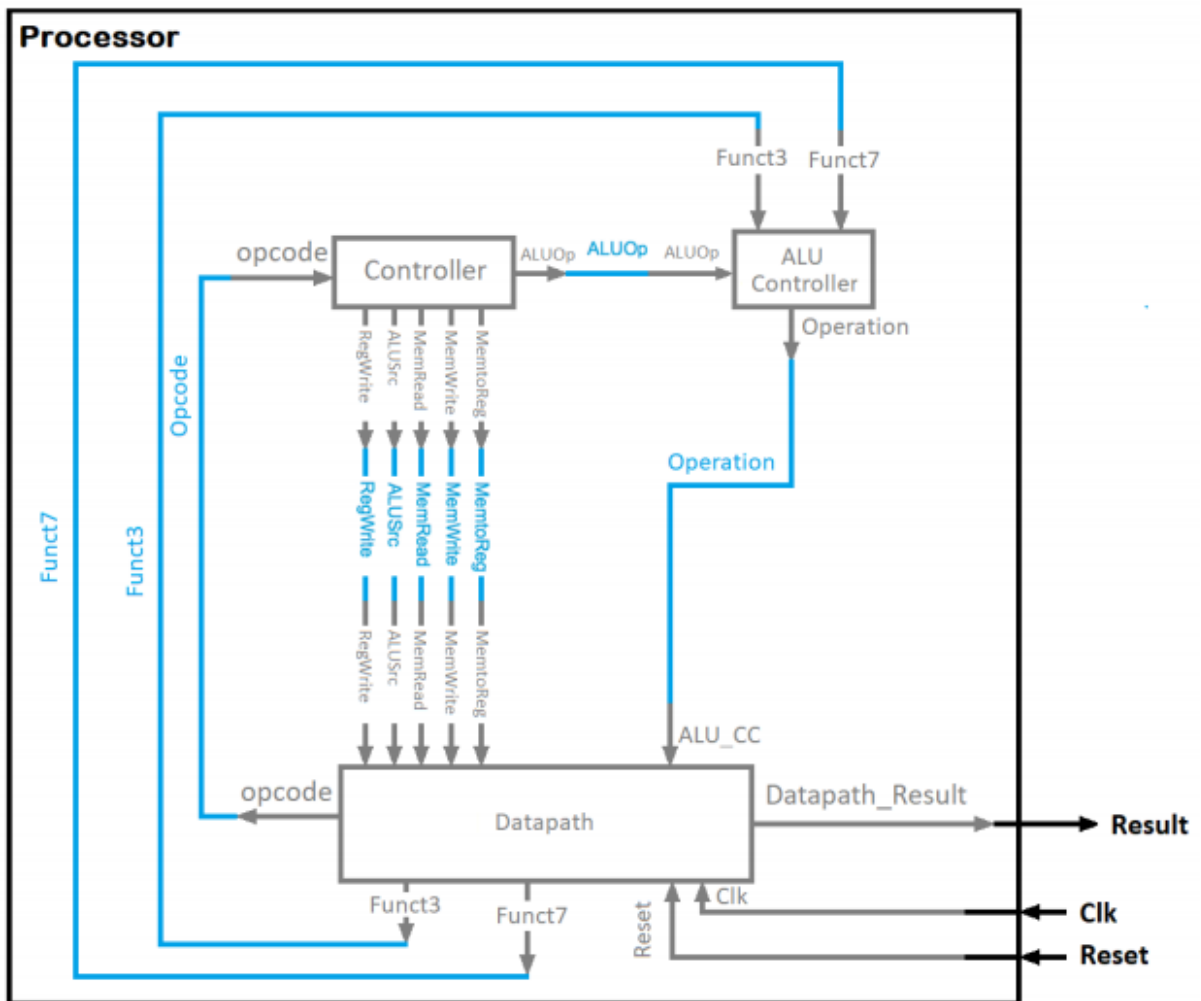 Processor
Funct3 Funct7
opcode
Controller
ALUOp ALUOp ALUOp
ALU
Controller
Operation
RegWrite ALUSrc MemRead MemWrite MemtoReg
Opcode
Operation
RegWrite ALUSrc MemRead MemWrite MemtoReg
Funct7
Funct3
RegWrite ALUSrc MemRead MemWrite MemtoReg
ALU_CC
opcode
Datapath
Datapath_Result
Result
Funct3
Funct7
Reset
Clk
Clk
Reset